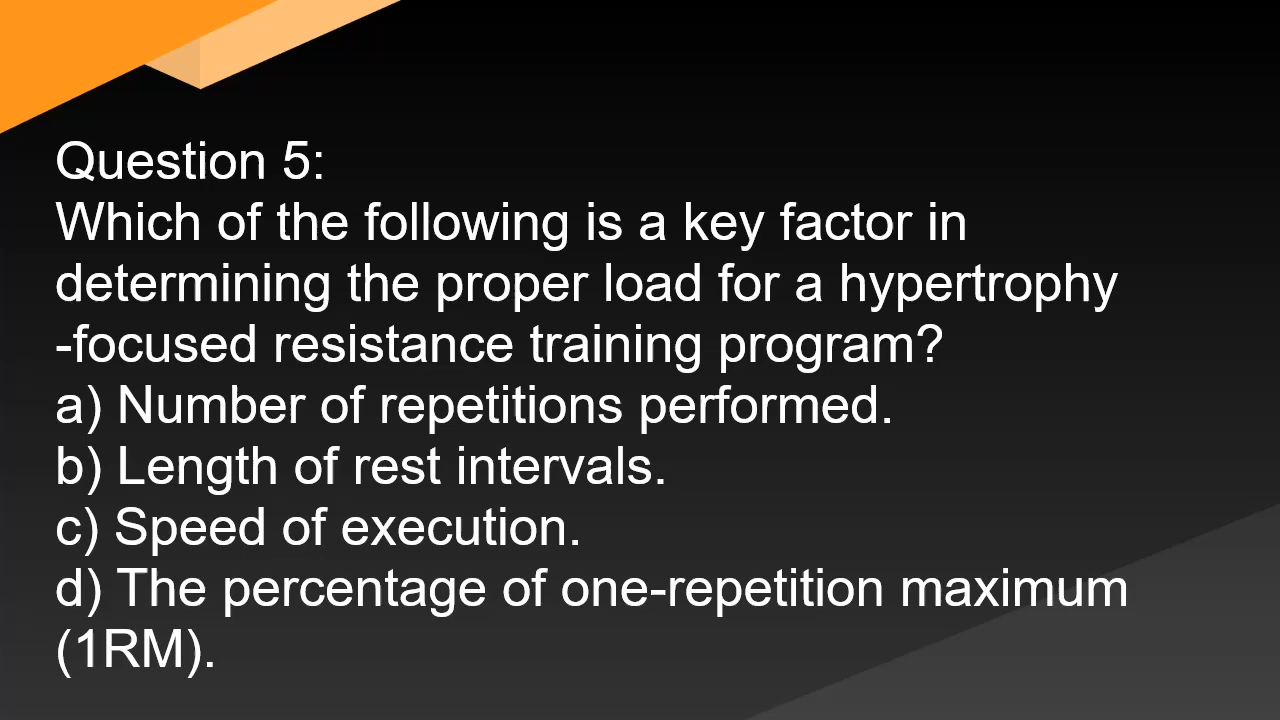 Question 5:
Which of the following is a key factor in
determining the proper load for a hypertrophy
-focused resistance training program?
a) Number of repetitions performed.
b) Length of rest intervals.
c) Speed of execution.
d) The percentage of one-repetition maximum
(1RM).